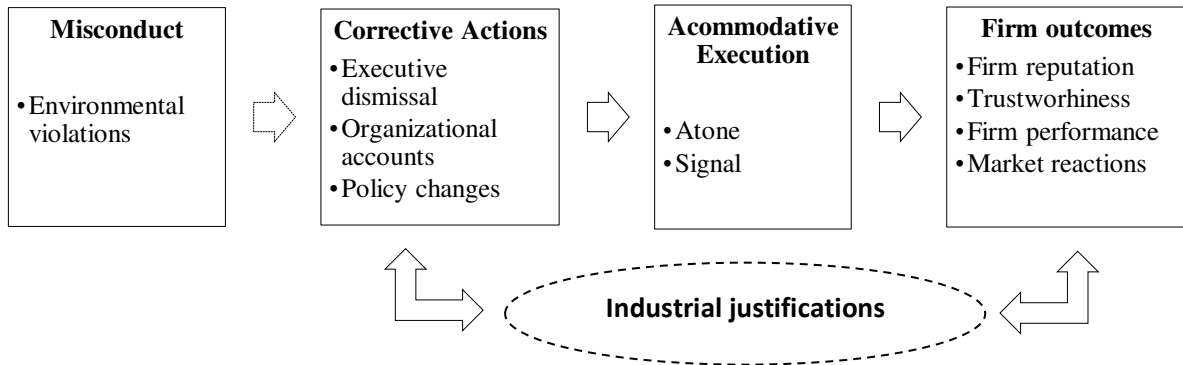 Misconduct
•Environmental
violations
Corrective Actions
•Executive
dismissal
•Organizational
accounts
•Policy changes
Acommodative
Execution
•Atone
•Signal
Firm outcomes
•Firm reputation
•Trustworhiness
•Firm performance
•Market reactions
Industrial justifications